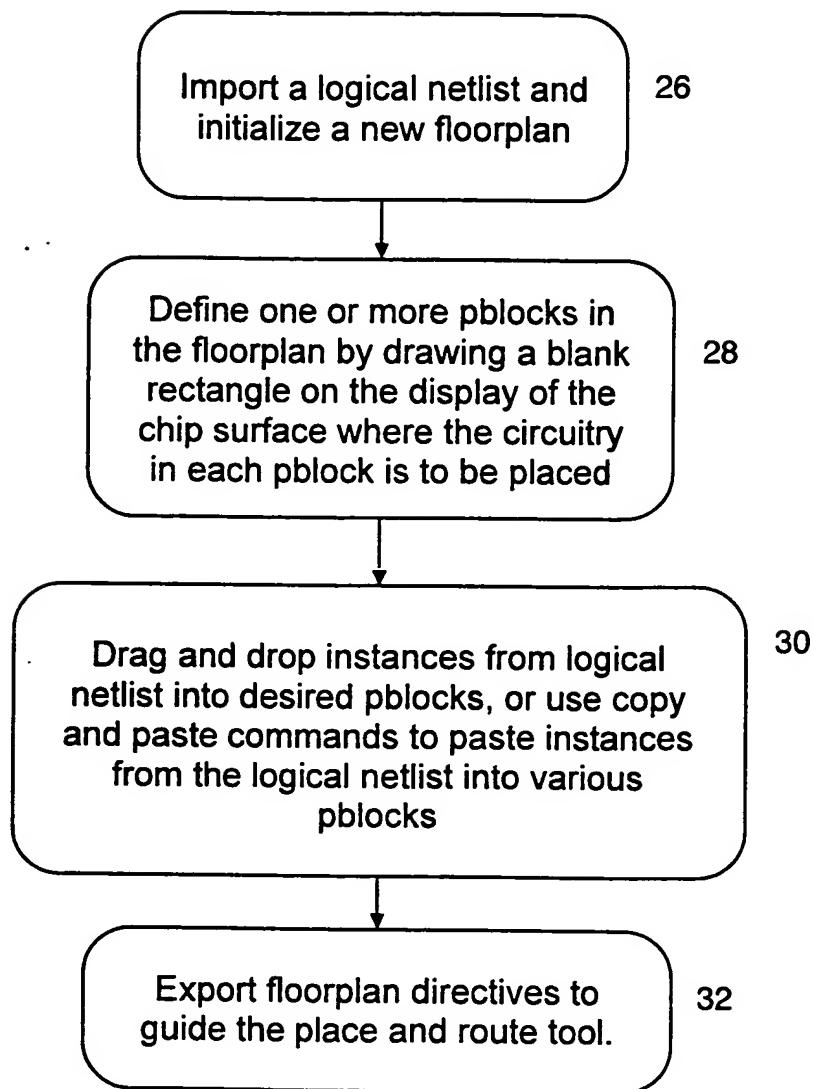 Import a logical netlist and
initialize a new floorplan
26
Define one or more pblocks in
the floorplan by drawing a blank
rectangle on the display of the
chip surface where the circuitry
in each pblock is to be placed
28
Drag and drop instances from logical
netlist into desired pblocks, or use copy
and paste commands to paste instances
from the logical netlist into various
pblocks
30
Export floorplan directives to
guide the place and route tool.
32